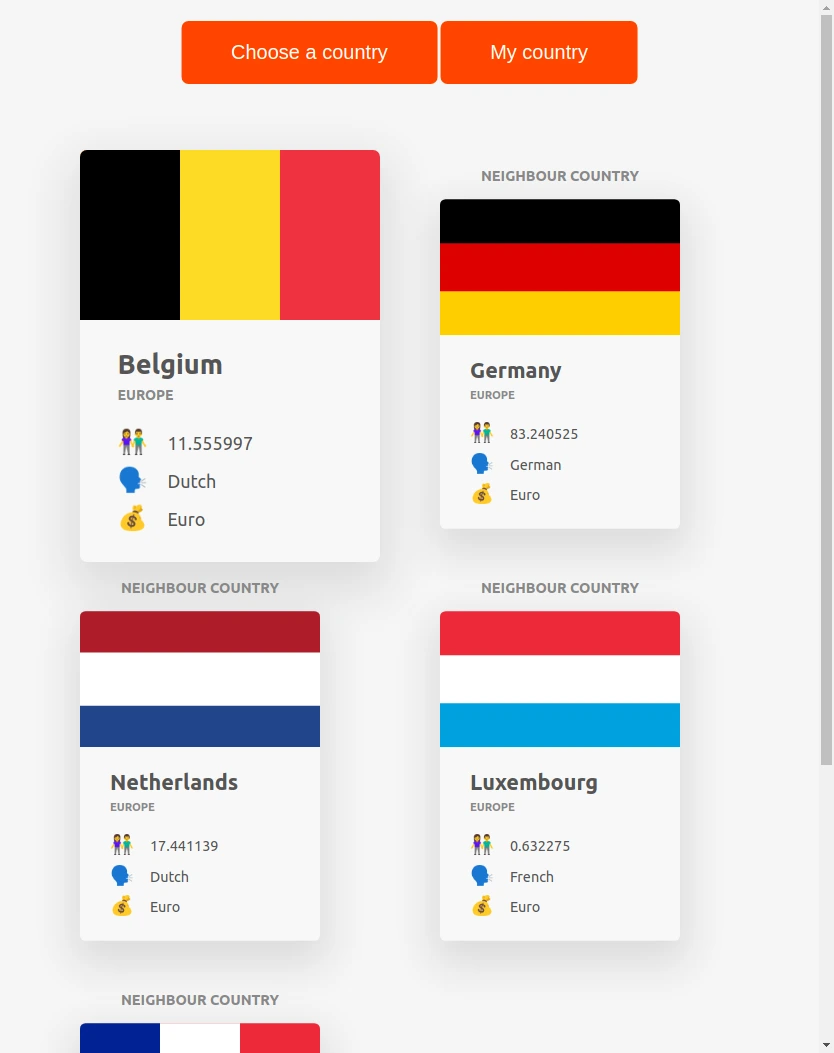 Choose a country
My country
Belgium
EUROPE
11.555997
Dutch
Euro
NEIGHBOUR COUNTRY
Germany
EUROPE
83.240525
German
Euro
NEIGHBOUR COUNTRY
Netherlands
EUROPE
17.441139
Dutch
Euro
NEIGHBOUR COUNTRY
Luxembourg
EUROPE
0.632275
French
Euro
NEIGHBOUR COUNTRY